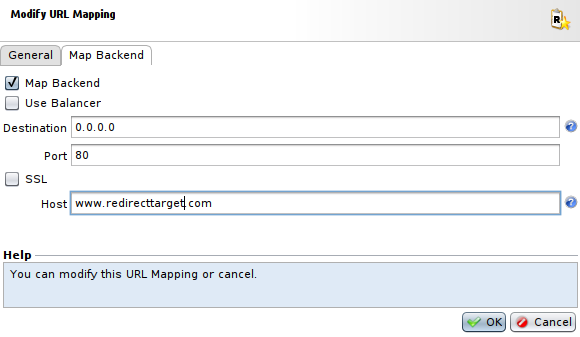 Modify URL Mapping
R
General Map Backend
Map Backend
Use Balancer
Destination 0.0.0.0 ?
Port 80
SSL
Host www.redirecttarget.com ?
Help
You can modify this URL Mapping or cancel.
OK Cancel